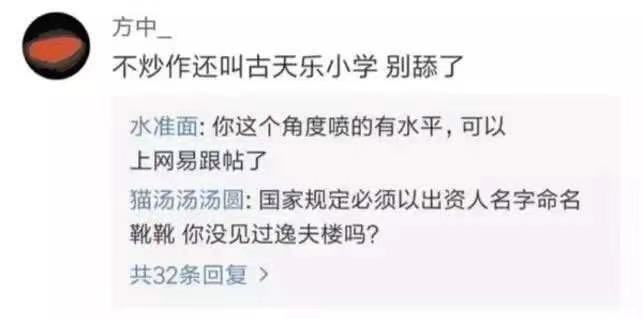 方中_
不炒作还叫古天乐小学 别舔了
水准面: 你这个角度喷的有水平, 可以
上网易跟帖了
猫汤汤汤圆: 国家规定必须以出资人名字命名
靴靴 你没见过逸夫楼吗?
共32条回复 >